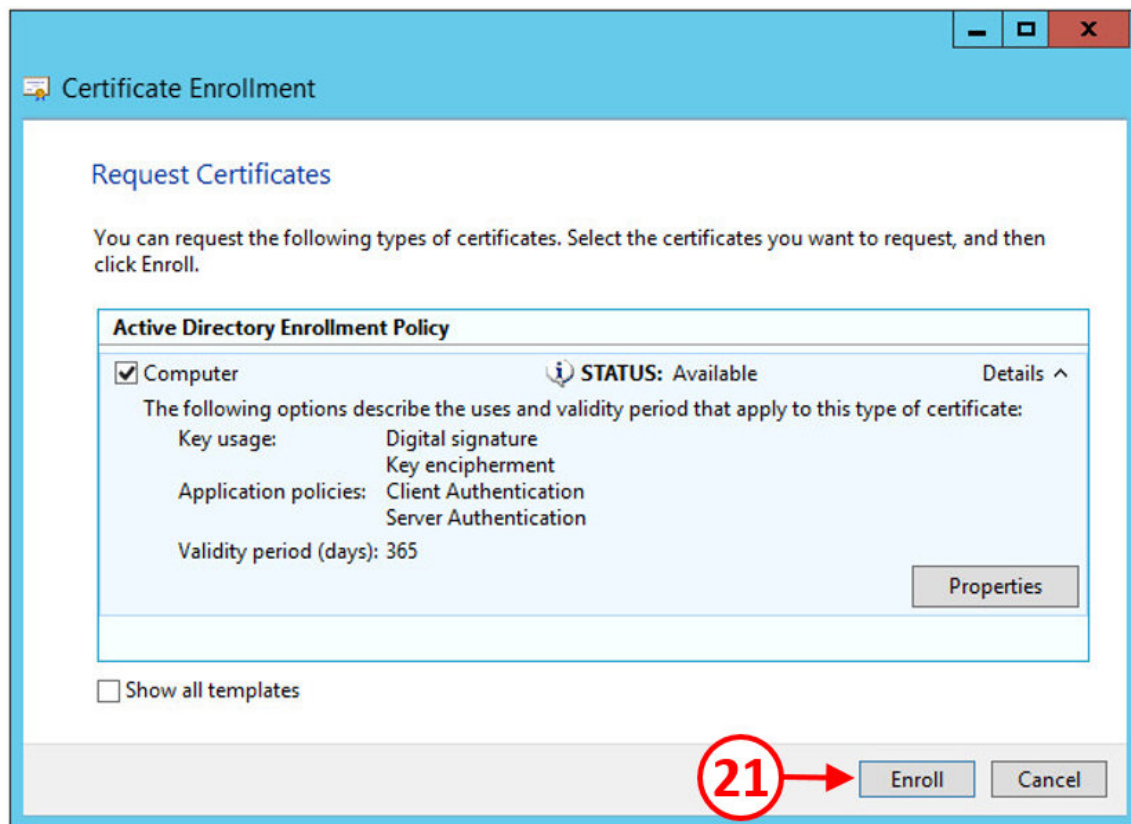 Certificate Enrollment
Request Certificates
You can request the following types of certificates. Select the certificates you want to request, and then
click Enroll.
Active Directory Enrollment Policy
Computer STATUS: Available Details
The following options describe the uses and validity period that apply to this type of certificate:
Key usage: Digital signature
Key encipherment
Application policies: Client Authentication
Server Authentication
Validity period (days): 365
Properties
Show all templates
21 Enroll Cancel